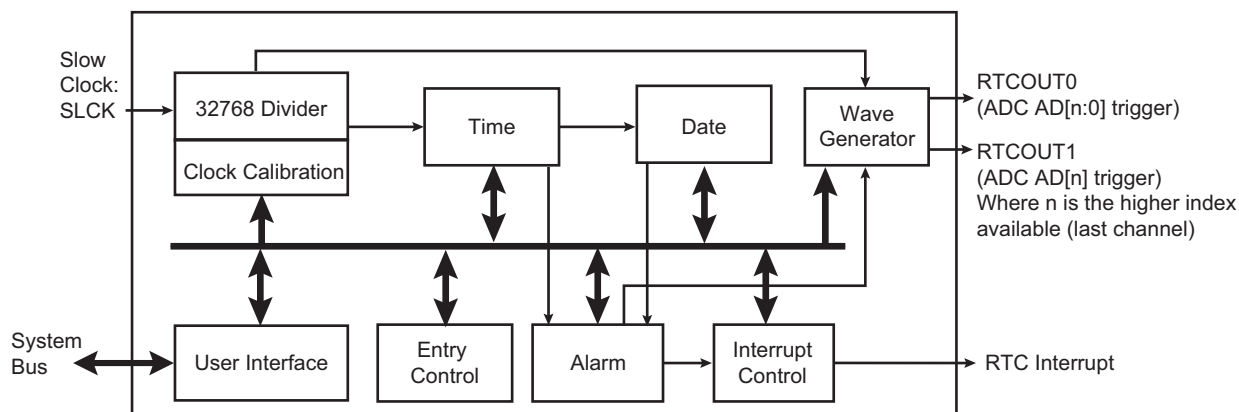 Slow
Clock:
SLCK
32768 Divider
Clock Calibration
Time
Date
Wave
Generator
RTCOUT0
(ADC AD[n:0] trigger)
RTCOUT1
(ADC AD[n] trigger)
Where n is the higher index
available (last channel)
System
Bus
User Interface
Entry
Control
Alarm
Interrupt
Control
RTC Interrupt